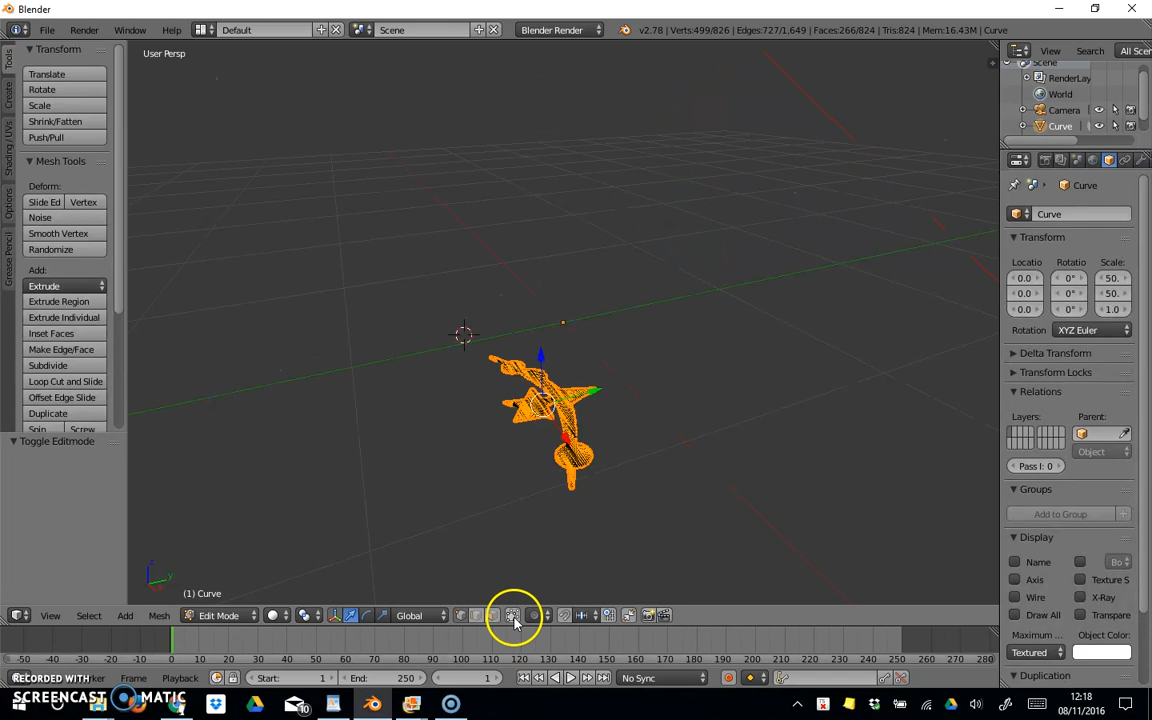 Blender
File Render Window Help Default Scene Blender Render v2.78 | Verts:499/826 | Edges:727/1,649 | Faces:266/824 | Tris:824 | Mem:16.43M | Curve
Transform
Translate
Rotate
Scale
Shrink/Fatten
Push/Pull
Mesh Tools
Deform:
Slide Ed Vertex
Noise
Smooth Vertex
Randomize
Add:
Extrude
Extrude Region
Extrude Individual
Inset Faces
Make Edge/Face
Subdivide
Loop Cut and Slide
Offset Edge Slide
Duplicate
Spin Screw
Toggle Editmode
Tools
Create
Shading / UVs
Options
Grease Pencil
User Persp
z
y
(1) Curve
View Search All Scen
Scene
RenderLay
World
Camera
Curve
Curve
Curve
Transform
Locatio Rotatio Scale:
0.0 0° 50.
0.0 0° 50.
0.0 0° 1.0
Rotation XYZ Euler
Delta Transform
Transform Locks
Relations
Layers: Parent:
Object
Pass I: 0
Groups
Add to Group
Display
Name Bo
Axis Texture S
Wire X-Ray
Draw All Transpare
Maximum ... Object Color:
Textured
Duplication
View Select Add Mesh Edit Mode Global
-50 -40 -30 -20 -10 0 10 20 30 40 50 60 70 80 90 100 110 120 130 140 150 160 170 180 190 200 210 220 230 240 250 260 270 280
Marker Frame Playback Start: 1 End: 250 1 No Sync
RECORDED WITH
SCREENCAST MATIC
10
12:18
08/11/2016